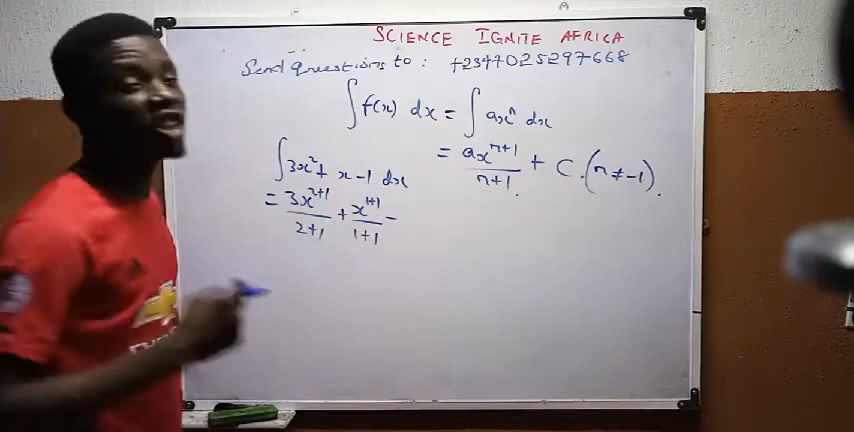 SCIENCE IGNITE AFRICA
Send questions to : +2347025297668
∫f(x) dx = ∫axⁿ dx
= axⁿ⁺¹/n+1 + C. (n ≠ -1).
∫3x² + x - 1 dx
= 3x²⁺¹/2+1 + x¹⁺¹/1+1 -